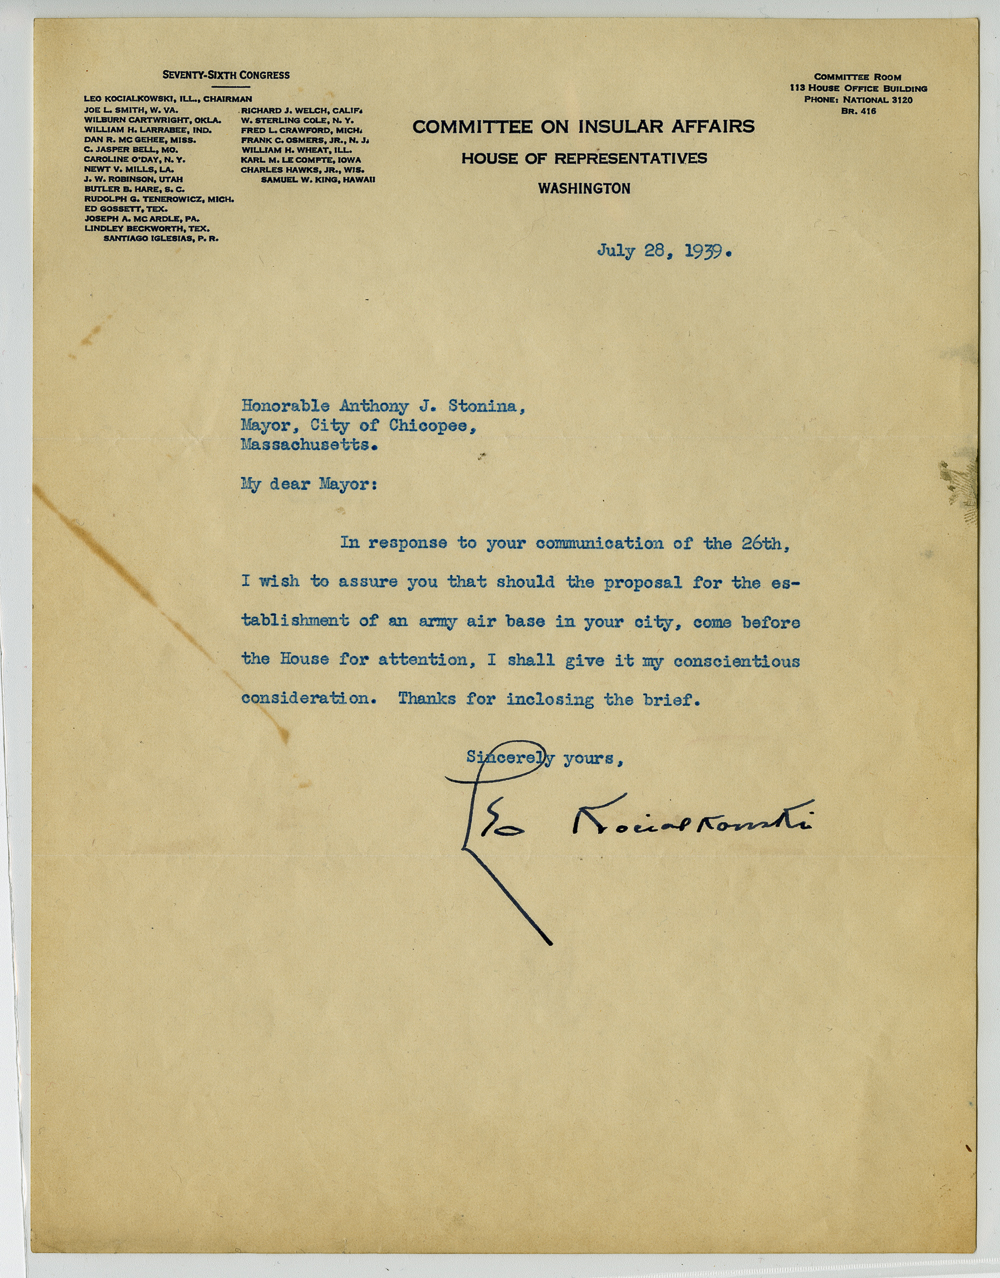 SEVENTY-SIXTH CONGRESS
LEO KOCIALKOWSKI, ILL., CHAIRMAN
JOE L. SMITH, W. VA.
WILBURN CARTWRIGHT, OKLA.
WILLIAM H. LARRABEE, IND.
DAN R. MC GEHEE, MISS.
C. JASPER BELL, MO.
CAROLINE O'DAY, N. Y.
NEWT V. MILLS, LA.
J. W. ROBINSON, UTAH
BUTLER B. HARE, S. C.
RUDOLPH G. TENEROWICZ, MICH.
ED GOSSETT, TEX.
JOSEPH A. MC ARDLE, PA.
LINDLEY BECKWORTH, TEX.
SANTIAGO IGLESIAS, P. R.
RICHARD J. WELCH, CALIF.
W. STERLING COLE, N. Y.
FRED L. CRAWFORD, MICH.
FRANK C. OSMERS, JR., N. J.
WILLIAM H. WHEAT, ILL.
KARL M. LE COMPTE, IOWA
CHARLES HAWKS, JR., WIS.
SAMUEL W. KING, HAWAII
COMMITTEE ON INSULAR AFFAIRS
HOUSE OF REPRESENTATIVES
WASHINGTON
COMMITTEE ROOM
113 HOUSE OFFICE BUILDING
PHONE: NATIONAL 3120
BR. 416
July 28, 1939.
Honorable Anthony J. Stonina,
Mayor, City of Chicopee,
Massachusetts.
My dear Mayor:
In response to your communication of the 26th,
I wish to assure you that should the proposal for the es-
tablishment of an army air base in your city, come before
the House for attention, I shall give it my conscientious
consideration. Thanks for inclosing the brief.
Sincerely yours,
Leo Kocialkowski